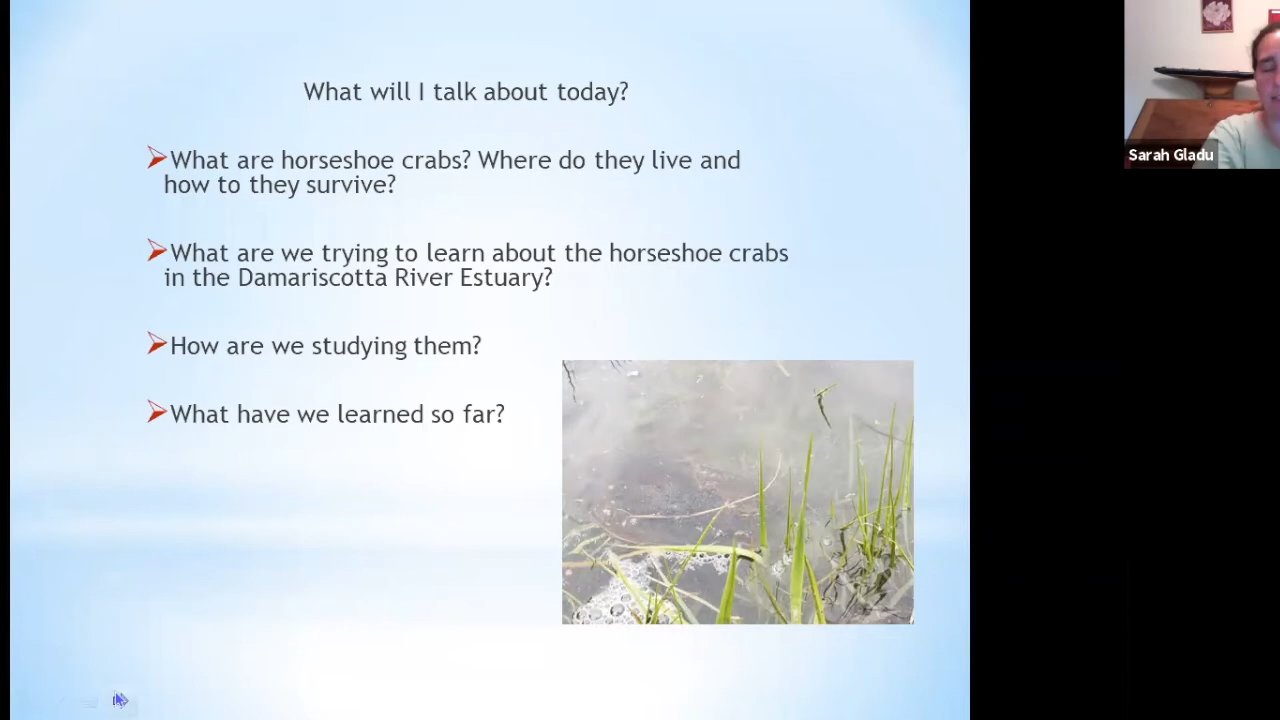 What will I talk about today?
What are horseshoe crabs? Where do they live and
how to they survive?
What are we trying to learn about the horseshoe crabs
in the Damariscotta River Estuary?
How are we studying them?
What have we learned so far?
Sarah Gladu